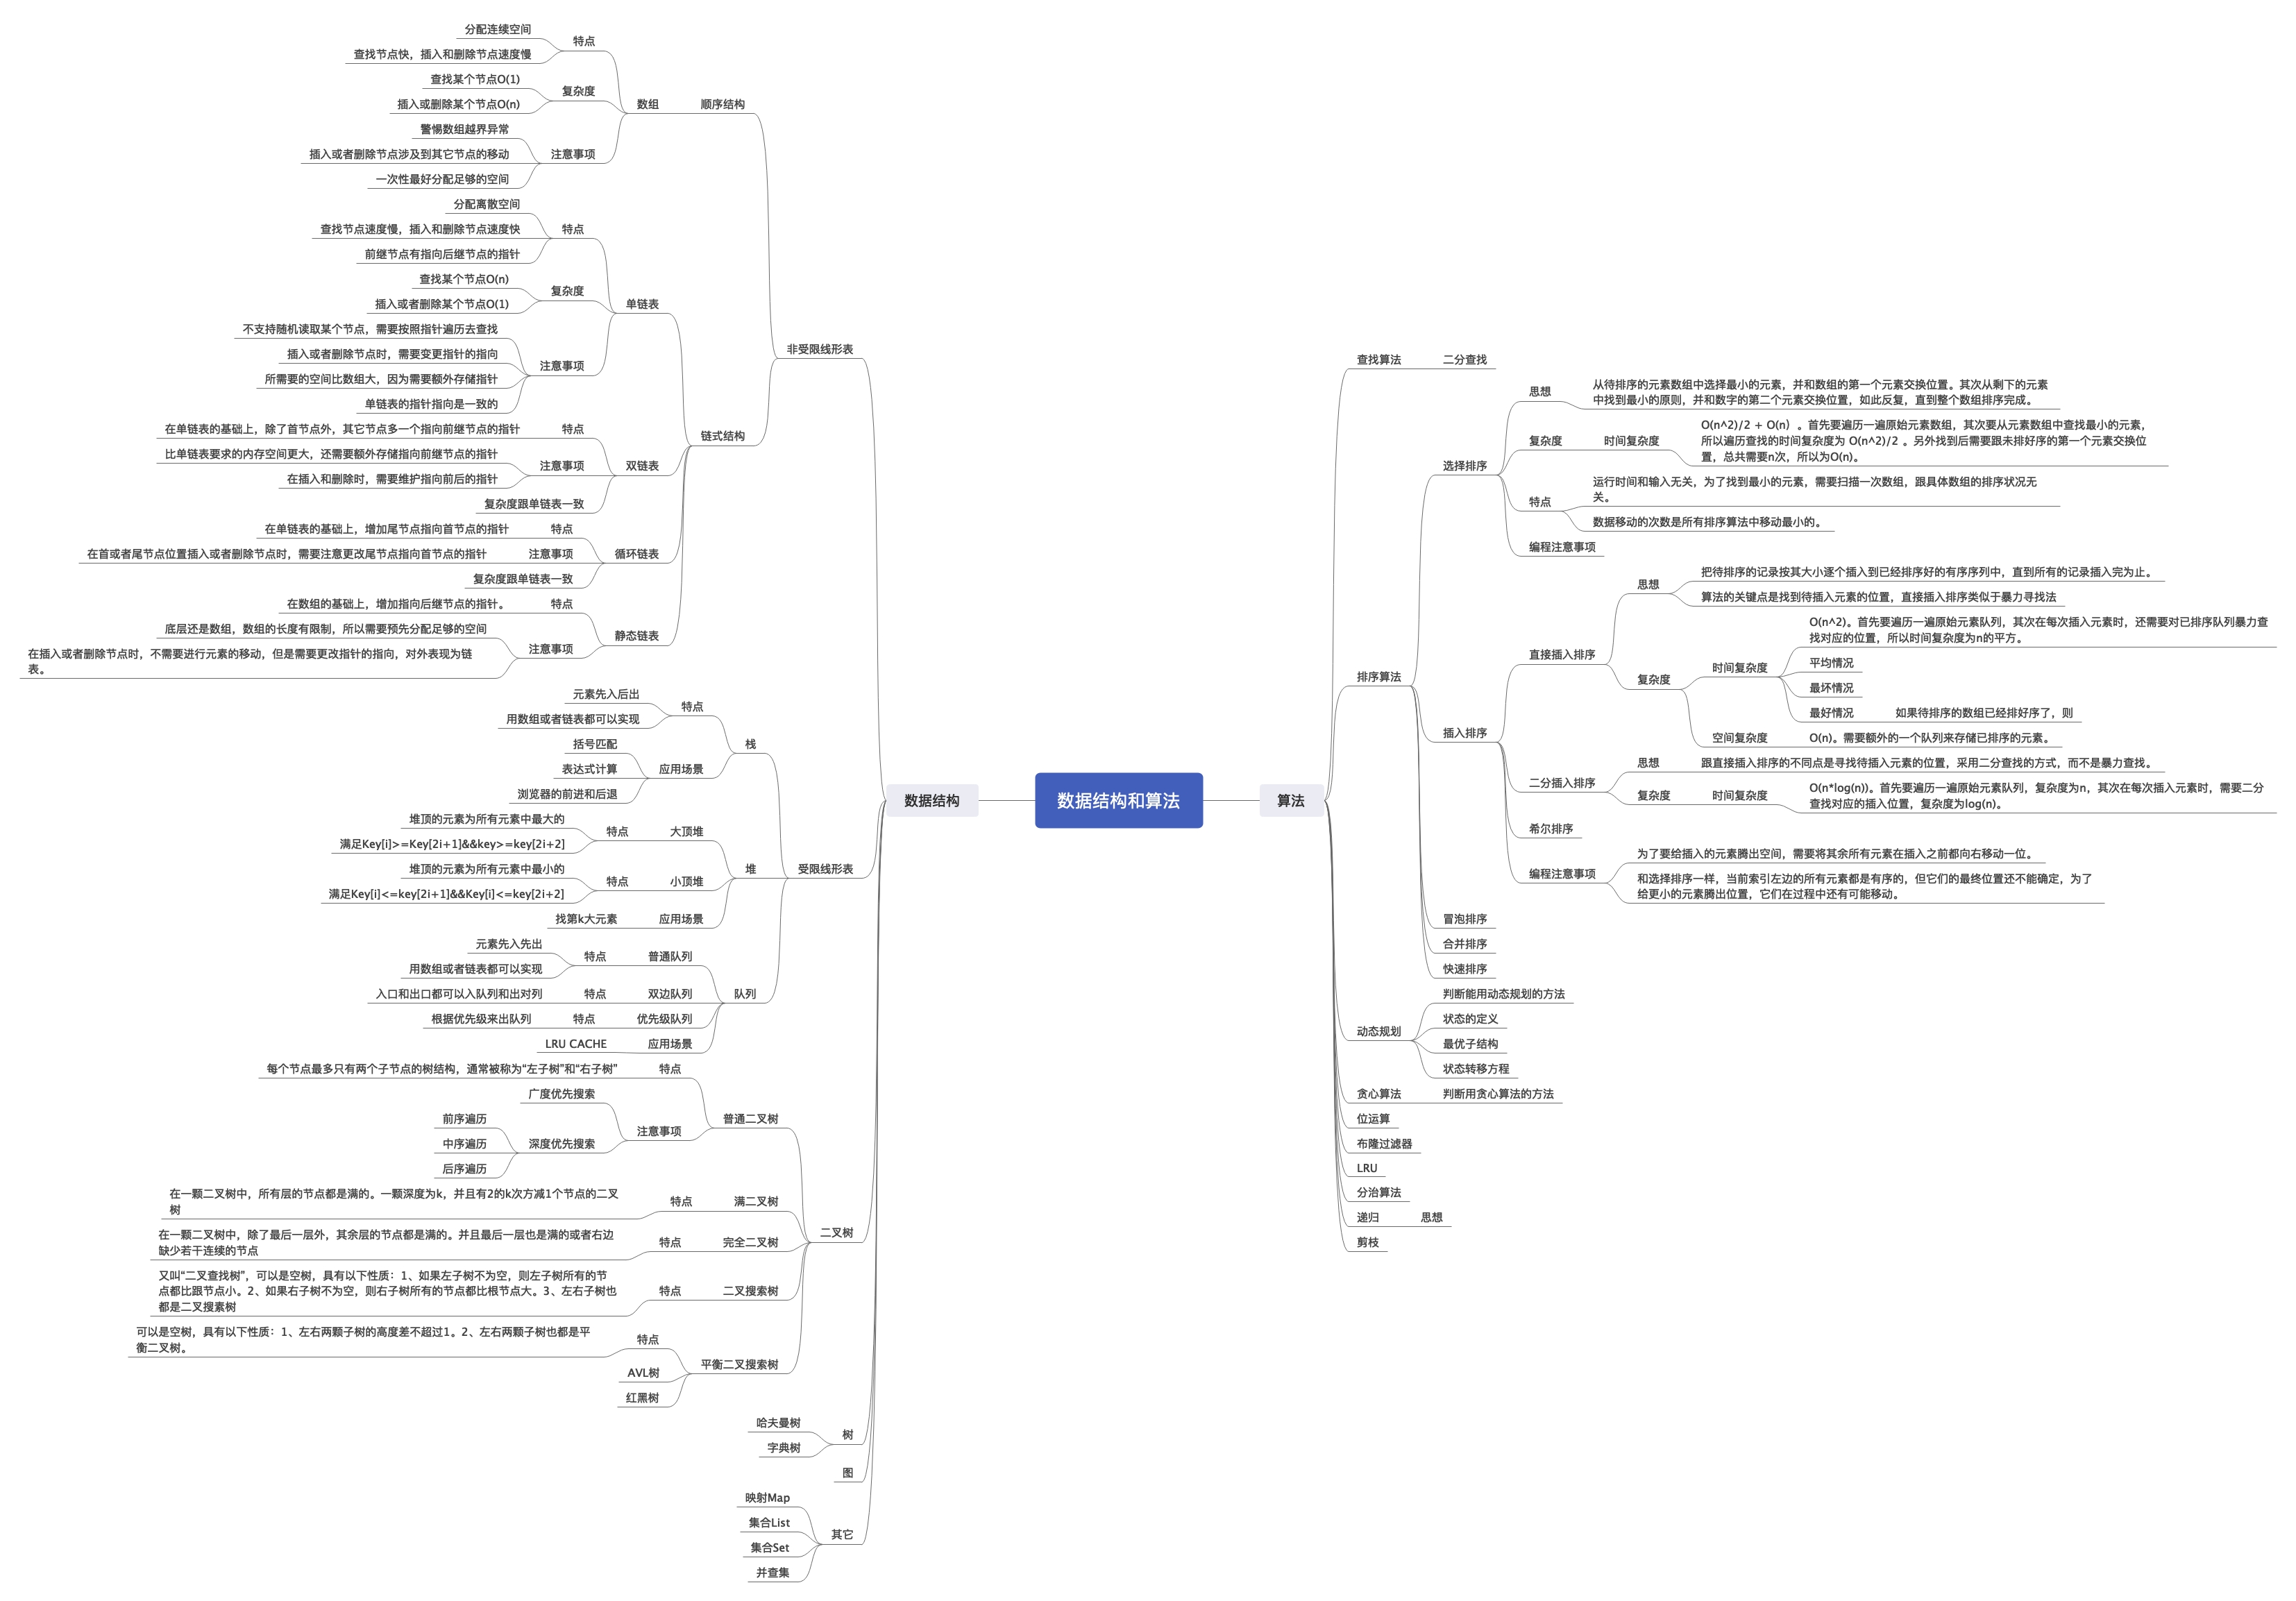 数据结构和算法
数据结构
非受限线形表
顺序结构
数组
特点
分配连续空间
查找节点快，插入和删除节点速度慢
复杂度
查找某个节点O(1)
插入或删除某个节点O(n)
注意事项
警惕数组越界异常
插入或者删除节点涉及到其它节点的移动
一次性最好分配足够的空间
链式结构
单链表
特点
分配离散空间
查找节点速度慢，插入和删除节点速度快
前继节点有指向后继节点的指针
复杂度
查找某个节点O(n)
插入或者删除某个节点O(1)
注意事项
不支持随机读取某个节点，需要按照指针遍历去查找
插入或者删除节点时，需要变更指针的指向
所需要的空间比数组大，因为需要额外存储指针
单链表的指针指向是一致的
双链表
特点
在单链表的基础上，除了首节点外，其它节点多一个指向前继节点的指针
注意事项
比单链表要求的内存空间更大，还需要额外存储指向前继节点的指针
在插入和删除时，需要维护指向前后的指针
复杂度跟单链表一致
循环链表
特点
在单链表的基础上，增加尾节点指向首节点的指针
注意事项
在首或者尾节点位置插入或者删除节点时，需要注意更改尾节点指向首节点的指针
复杂度跟单链表一致
静态链表
特点
在数组的基础上，增加指向后继节点的指针。
注意事项
底层还是数组，数组的长度有限制，所以需要预先分配足够的空间
在插入或者删除节点时，不需要进行元素的移动，但是需要更改指针的指向，对外表现为链
表。
受限线形表
栈
特点
元素先入后出
用数组或者链表都可以实现
应用场景
括号匹配
表达式计算
浏览器的前进和后退
堆
大顶堆
特点
堆顶的元素为所有元素中最大的
满足Key[i]>=Key[2i+1]&&key>=key[2i+2]
小顶堆
特点
堆顶的元素为所有元素中最小的
满足Key[i]<=key[2i+1]&&Key[i]<=key[2i+2]
应用场景
找第k大元素
队列
普通队列
特点
元素先入先出
用数组或者链表都可以实现
双边队列
特点
入口和出口都可以入队列和出对列
优先级队列
特点
根据优先级来出队列
应用场景
LRU CACHE
二叉树
普通二叉树
特点
每个节点最多只有两个子节点的树结构，通常被称为“左子树”和“右子树”
注意事项
广度优先搜索
深度优先搜索
前序遍历
中序遍历
后序遍历
满二叉树
特点
在一颗二叉树中，所有层的节点都是满的。一颗深度为k，并且有2的k次方减1个节点的二叉
树
完全二叉树
特点
在一颗二叉树中，除了最后一层外，其余层的节点都是满的。并且最后一层也是满的或者右边
缺少若干连续的节点
二叉搜索树
特点
又叫“二叉查找树”，可以是空树，具有以下性质：1、如果左子树不为空，则左子树所有的节
点都比跟节点小。2、如果右子树不为空，则右子树所有的节点都比根节点大。3、左右子树也
都是二叉搜素树
平衡二叉搜索树
特点
可以是空树，具有以下性质：1、左右两颗子树的高度差不超过1。2、左右两颗子树也都是平
衡二叉树。
AVL树
红黑树
树
哈夫曼树
字典树
图
其它
映射Map
集合List
集合Set
并查集
算法
查找算法
二分查找
排序算法
选择排序
思想
从待排序的元素数组中选择最小的元素，并和数组的第一个元素交换位置。其次从剩下的元素
中找到最小的原则，并和数字的第二个元素交换位置，如此反复，直到整个数组排序完成。
复杂度
时间复杂度
O(n^2)/2 + O(n）。首先要遍历一遍原始元素数组，其次要从元素数组中查找最小的元素，
所以遍历查找的时间复杂度为 O(n^2)/2 。另外找到后需要跟未排好序的第一个元素交换位
置，总共需要n次，所以为O(n)。
特点
运行时间和输入无关，为了找到最小的元素，需要扫描一次数组，跟具体数组的排序状况无
关。
数据移动的次数是所有排序算法中移动最小的。
编程注意事项
插入排序
直接插入排序
思想
把待排序的记录按其大小逐个插入到已经排序好的有序序列中，直到所有的记录插入完为止。
算法的关键点是找到待插入元素的位置，直接插入排序类似于暴力寻找法
复杂度
时间复杂度
O(n^2)。首先要遍历一遍原始元素队列，其次在每次插入元素时，还需要对已排序队列暴力查
找对应的位置，所以时间复杂度为n的平方。
平均情况
最坏情况
最好情况
如果待排序的数组已经排好序了，则
空间复杂度
O(n)。需要额外的一个队列来存储已排序的元素。
二分插入排序
思想
跟直接插入排序的不同点是寻找待插入元素的位置，采用二分查找的方式，而不是暴力查找。
复杂度
时间复杂度
O(n*log(n))。首先要遍历一遍原始元素队列，复杂度为n，其次在每次插入元素时，需要二分
查找对应的插入位置，复杂度为log(n)。
希尔排序
编程注意事项
为了要给插入的元素腾出空间，需要将其余所有元素在插入之前都向右移动一位。
和选择排序一样，当前索引左边的所有元素都是有序的，但它们的最终位置还不能确定，为了
给更小的元素腾出位置，它们在过程中还有可能移动。
冒泡排序
合并排序
快速排序
动态规划
判断能用动态规划的方法
状态的定义
最优子结构
状态转移方程
贪心算法
判断用贪心算法的方法
位运算
布隆过滤器
LRU
分治算法
递归
思想
剪枝